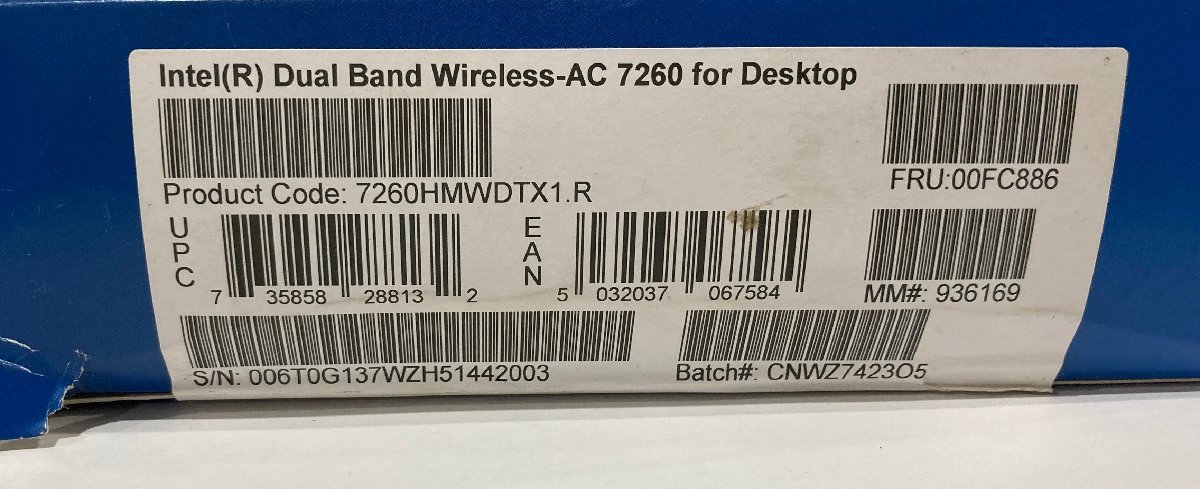 Intel(R) Dual Band Wireless-AC 7260 for Desktop
Product Code: 7260HMWDTX1.R
FRU:00FC886
UPC
7 35858 28813 2
EAN
5 032037 067584
MM#: 936169
S/N: 006T0G137WZH51442003
Batch#: CNWZ7423O5